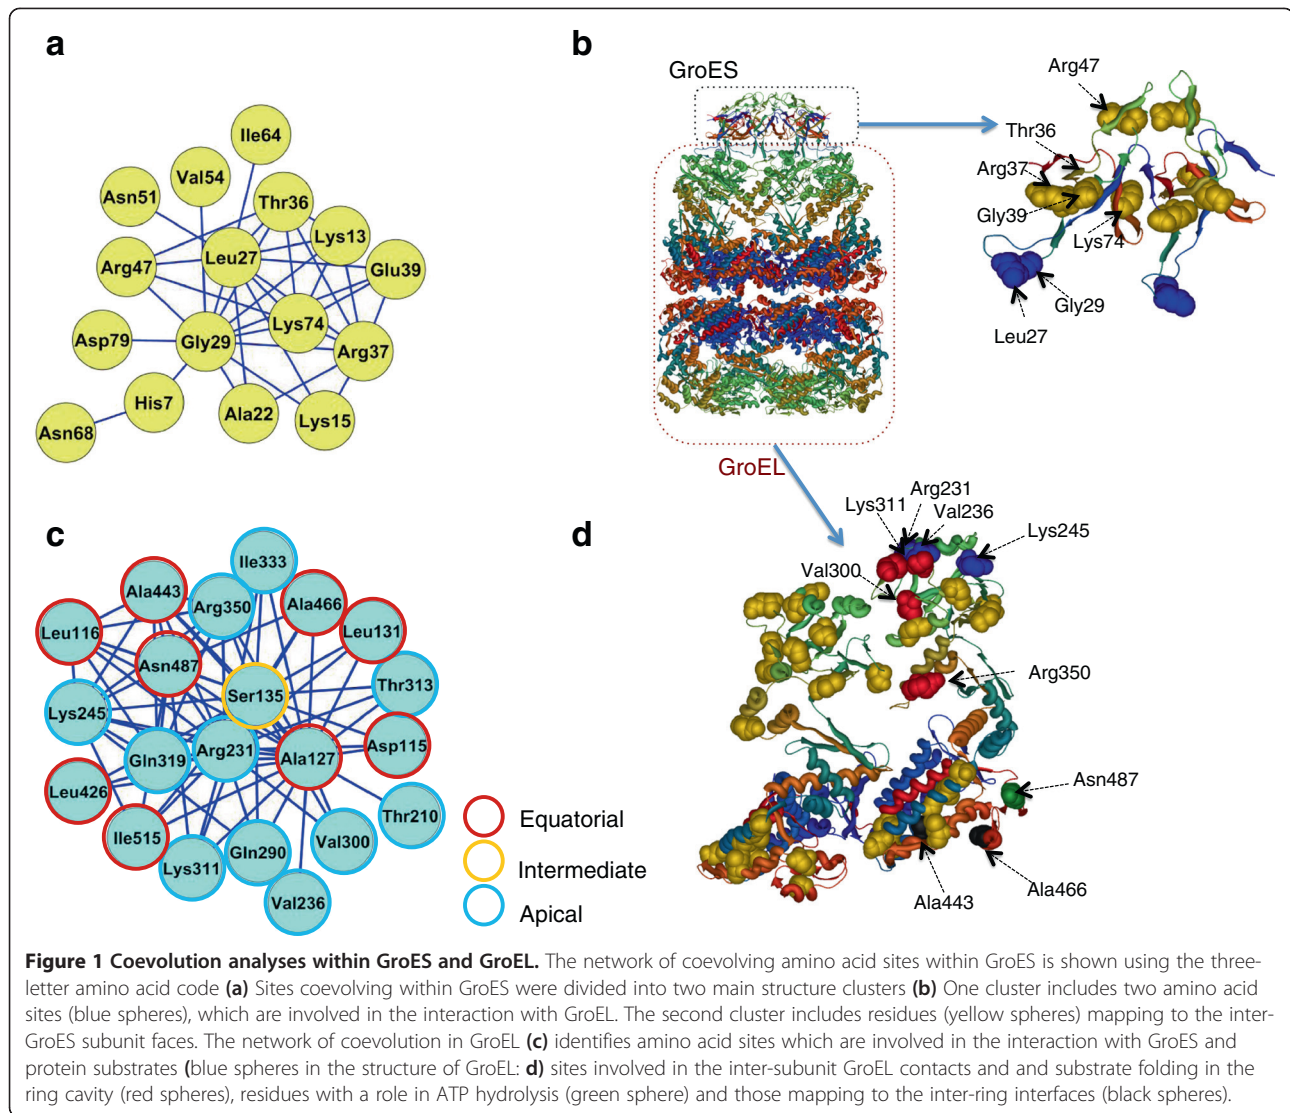 a
Ile64
Val54
Asn51
Thr36
Lys13
Leu27
Arg47
Glu39
Lys74
Asp79
Gly29
Arg37
His7
Ala22
Lys15
Asn68
b
GroES
GroEL
Arg47
Thr36
Arg37
Gly39
Lys74
Gly29
Leu27
c
Ile333
Ala443
Arg350
Ala466
Leu116
Leu131
Asn487
Ser135
Thr313
Lys245
Arg231
Gln319
Ala127
Asp115
Leu426
Thr210
Ile515
Val300
Lys311
Gln290
Val236
Equatorial
Intermediate
Apical
d
Arg231
Lys311
Val236
Lys245
Val300
Arg350
Asn487
Ala466
Ala443
Figure 1 Coevolution analyses within GroES and GroEL. The network of coevolving amino acid sites within GroES is shown using the three-
letter amino acid code (a) Sites coevolving within GroES were divided into two main structure clusters (b) One cluster includes two amino acid
sites (blue spheres), which are involved in the interaction with GroEL. The second cluster includes residues (yellow spheres) mapping to the inter-
GroES subunit faces. The network of coevolution in GroEL (c) identifies amino acid sites which are involved in the interaction with GroES and
protein substrates (blue spheres in the structure of GroEL: d) sites involved in the inter-subunit GroEL contacts and and substrate folding in the
ring cavity (red spheres), residues with a role in ATP hydrolysis (green sphere) and those mapping to the inter-ring interfaces (black spheres).